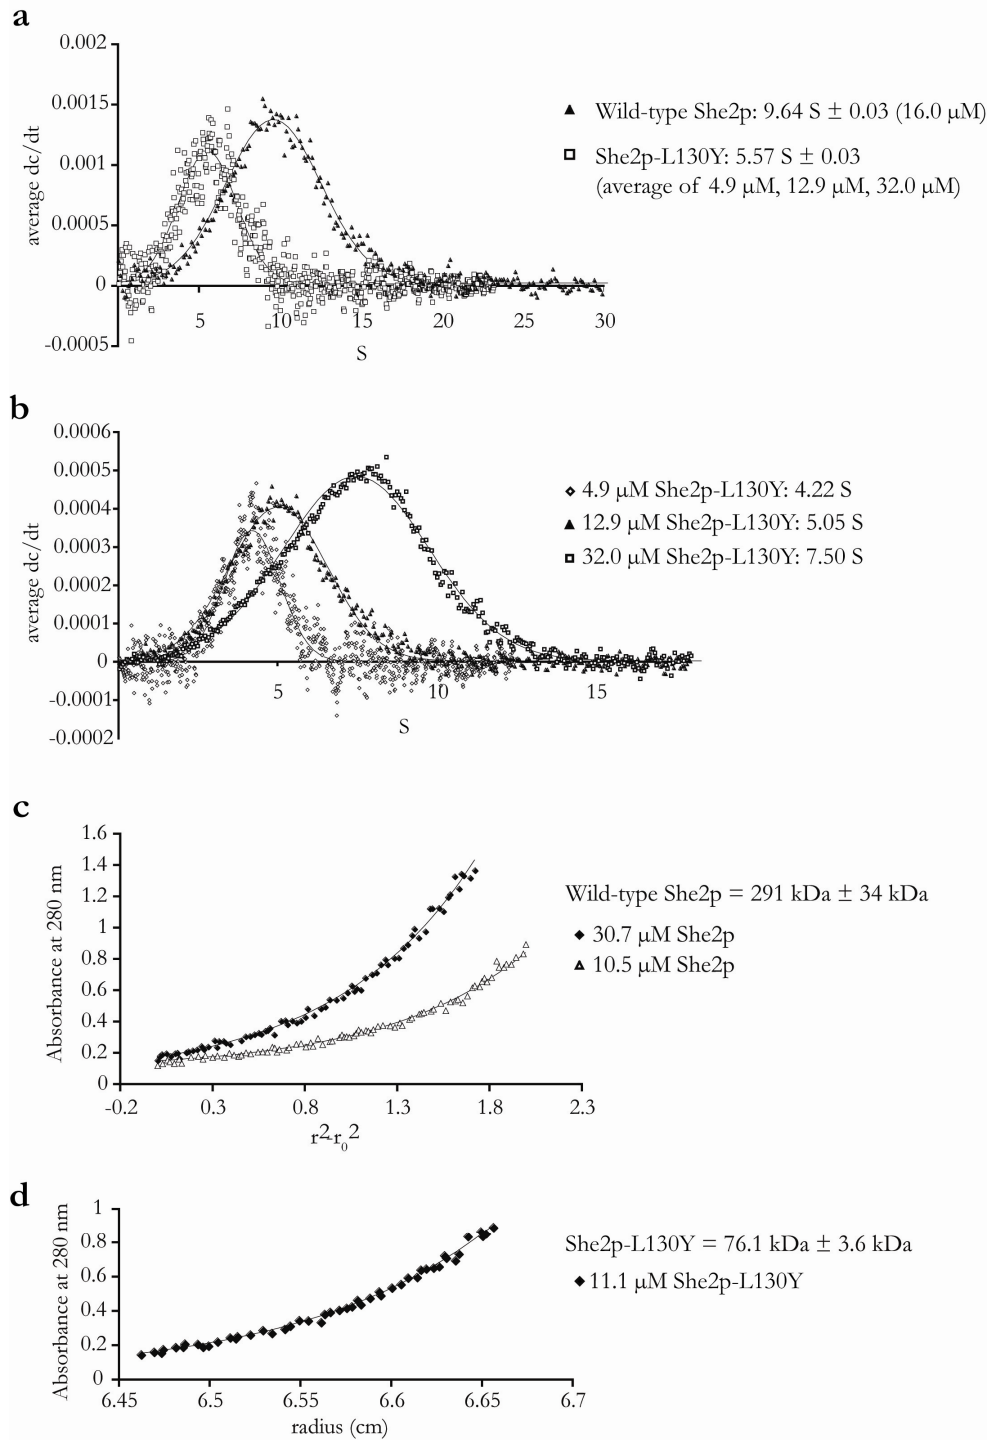 a
0.002
0.0015
0.001
0.0005
0
-0.0005
average dc/dt
5 10 15 20 25 30
S
▲ Wild-type She2p: 9.64 S ± 0.03 (16.0 µM)
□ She2p-L130Y: 5.57 S ± 0.03
(average of 4.9 µM, 12.9 µM, 32.0 µM)
b
0.0006
0.0005
0.0004
0.0003
0.0002
0.0001
0
-0.0001
-0.0002
average dc/dt
5 10 15
S
4.9 µM She2p-L130Y: 4.22 S
12.9 µM She2p-L130Y: 5.05 S
32.0 µM She2p-L130Y: 7.50 S
c
1.6
1.4
1.2
1
0.8
0.6
0.4
0.2
0
Absorbance at 280 nm
-0.2 0.3 0.8 1.3 1.8 2.3
r2-r02
Wild-type She2p = 291 kDa ± 34 kDa
30.7 µM She2p
10.5 µM She2p
d
1
0.8
0.6
0.4
0.2
0
Absorbance at 280 nm
6.45 6.5 6.55 6.6 6.65 6.7
radius (cm)
She2p-L130Y = 76.1 kDa ± 3.6 kDa
11.1 µM She2p-L130Y